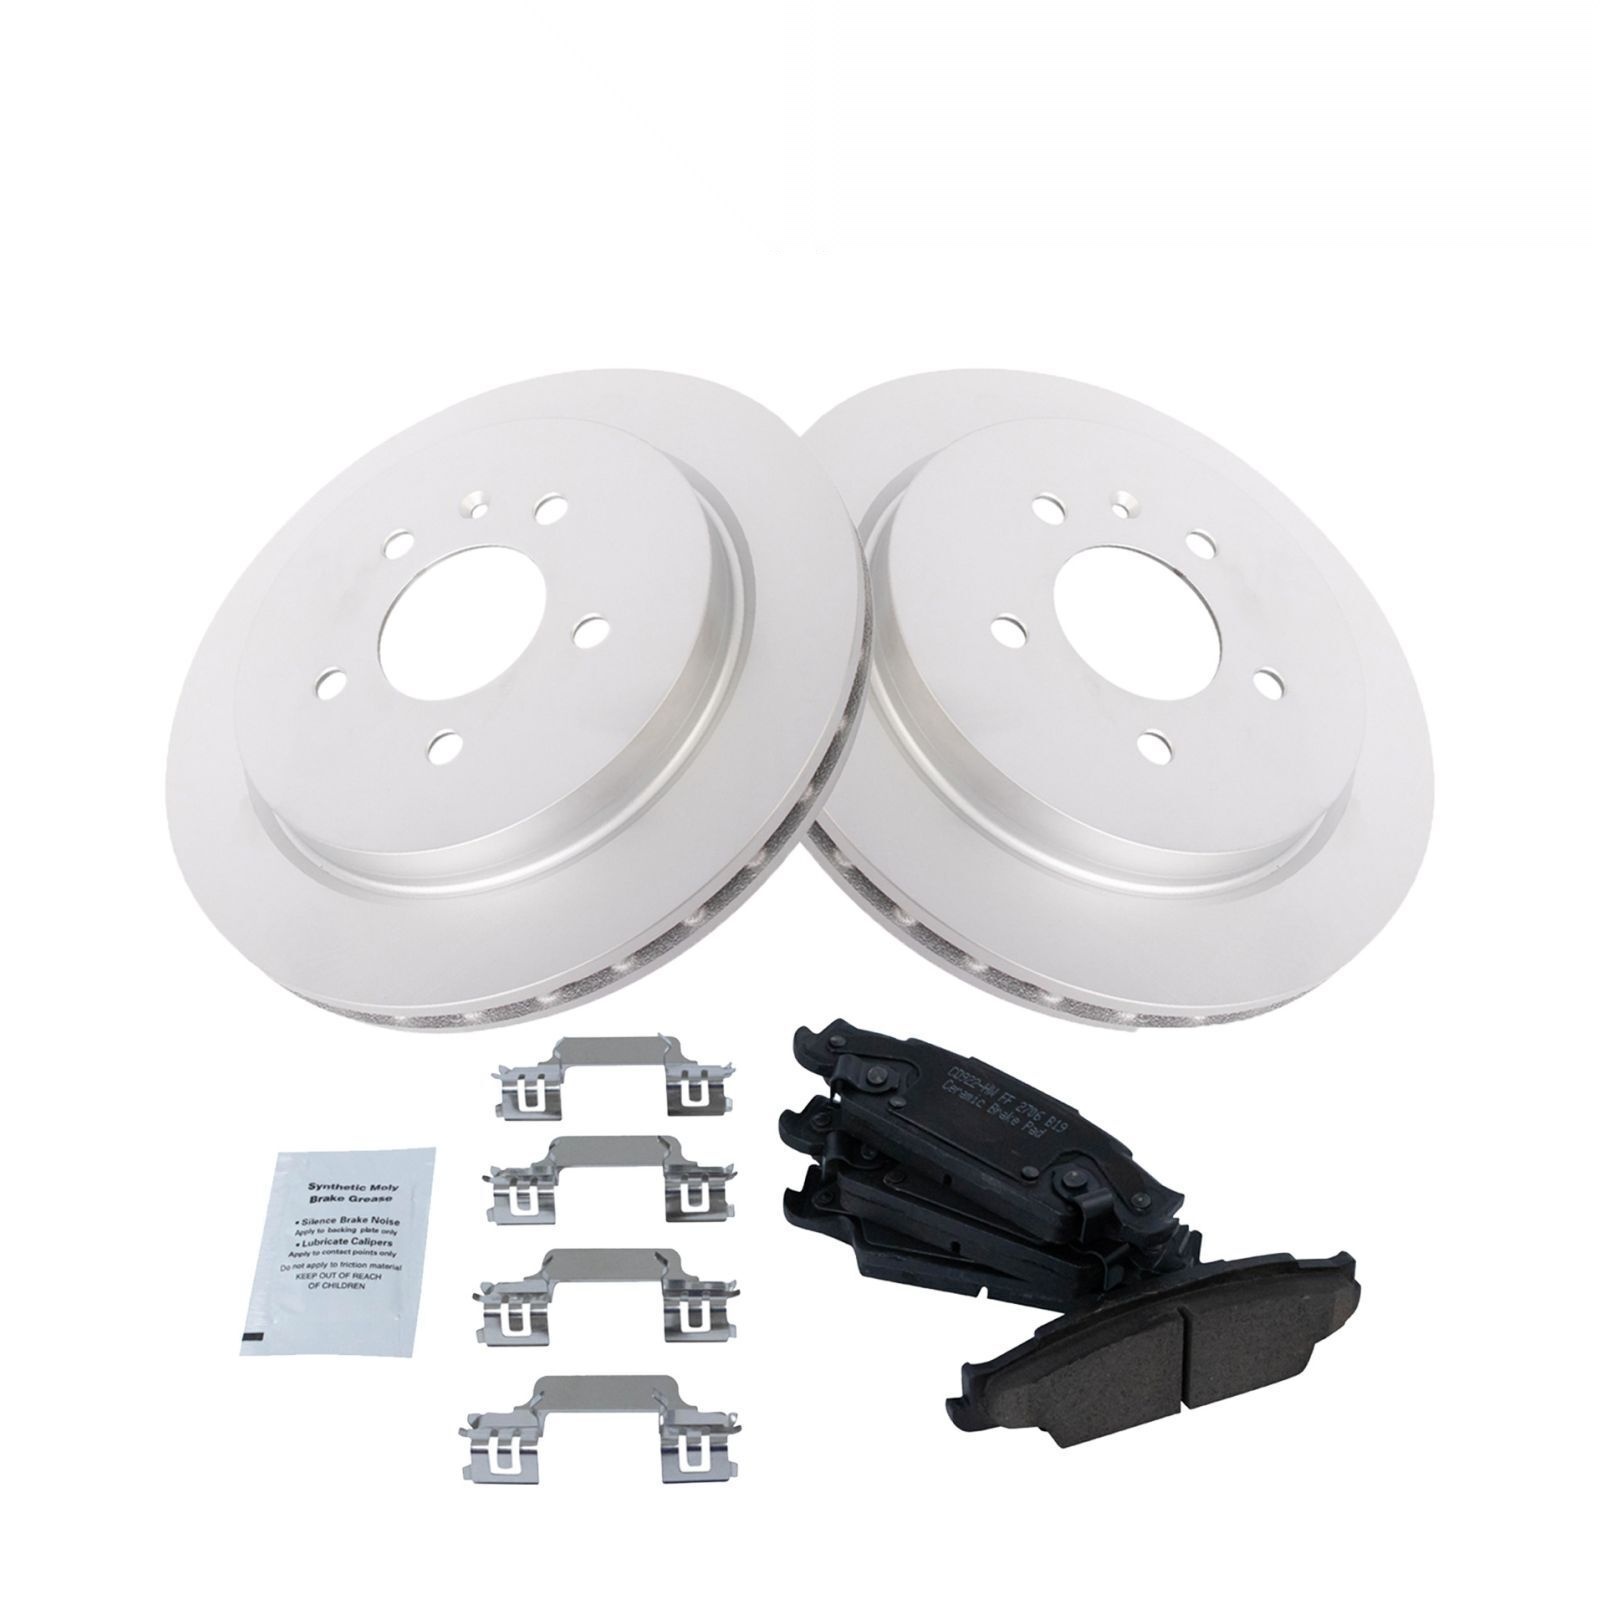 CD922-HW FF 2706 B19
Ceramic Brake Pad
Synthetic Moly
Brake Grease
• Silence Brake Noise
Apply to backing plate only
• Lubricate Calipers
Apply to contact points only
Do not apply to friction material
KEEP OUT OF REACH
OF CHILDREN